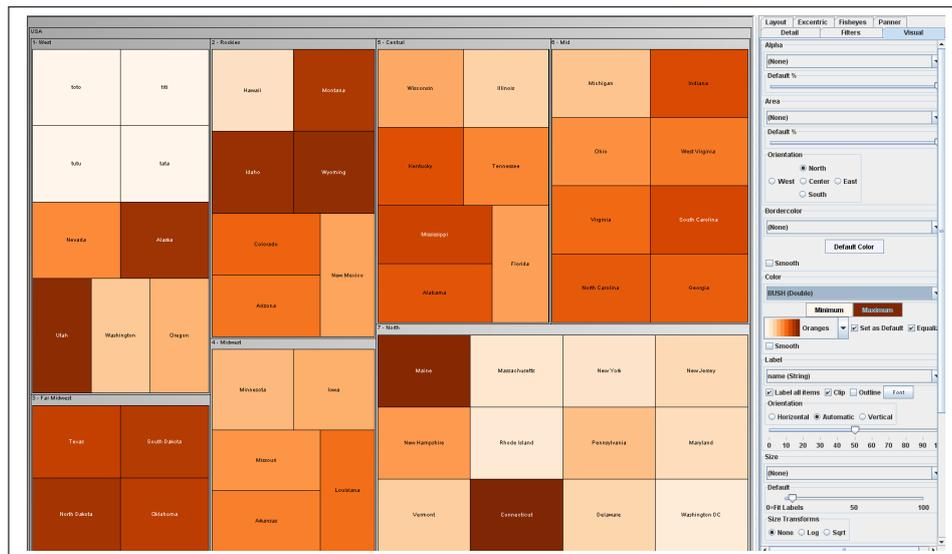 USA
1- West
toto
titi
tutu
tata
Nevada
Alaska
Utah
Washington
Oregon
3 - Far Midwest
Texas
South Dakota
North Dakota
Oklahoma
2 - Rockies
Hawaii
Montana
Idaho
Wyoming
Colorado
New Mexico
Arizona
4 - Midwest
Minnesota
Iowa
Missouri
Louisiana
Arkansas
5 - Central
Wisconsin
Illinois
Kentucky
Tennessee
Mississippi
Florida
Alabama
6 - Mid
Michigan
Indiana
Ohio
West Virginia
Virginia
South Carolina
North Carolina
Georgia
7 - North
Maine
Massachusetts
New York
New Jersey
New Hampshire
Rhode Island
Pennsylvania
Maryland
Vermont
Connecticut
Delaware
Washington DC
Layout Excentric Fisheyes Panner
Detail Filters Visual
Alpha
(None)
Default %
Area
(None)
Default %
Orientation
North
West Center East
South
Bordercolor
(None)
Default Color
Smooth
Color
BUSH (Double)
Minimum Maximum
Oranges Set as Default Equaliz
Smooth
Label
name (String)
Label all items Clip Outline Font
Orientation
Horizontal Automatic Vertical
0 10 20 30 40 50 60 70 80 90 1
Size
(None)
Default
0=Fit Labels 50 100
Size Transforms
None Log Sqrt